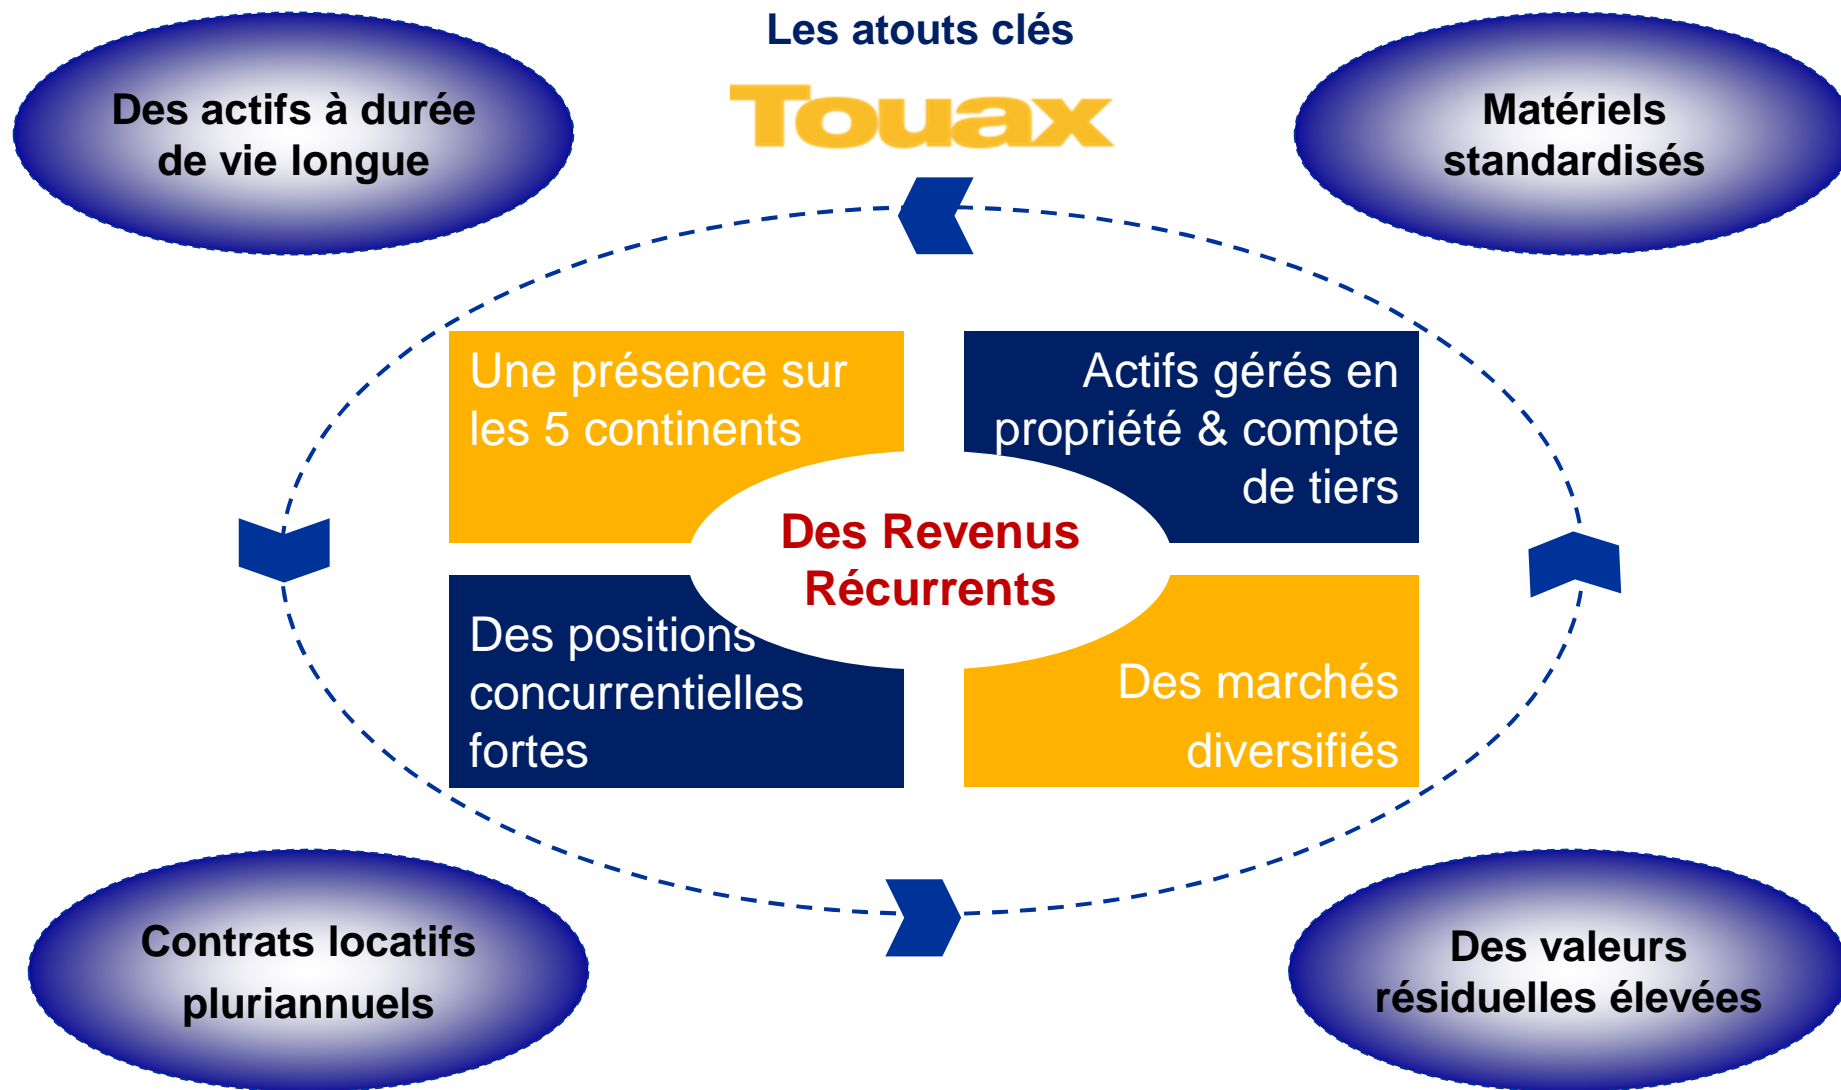 Les atouts clés
Touax
Des actifs à durée
de vie longue
Matériels
standardisés
Une présence sur
les 5 continents
Actifs gérés en
propriété & compte
de tiers
Des Revenus
Récurrents
Des positions
concurrentielles
fortes
Des marchés
diversifiés
Contrats locatifs
pluriannuels
Des valeurs
résiduelles élevées